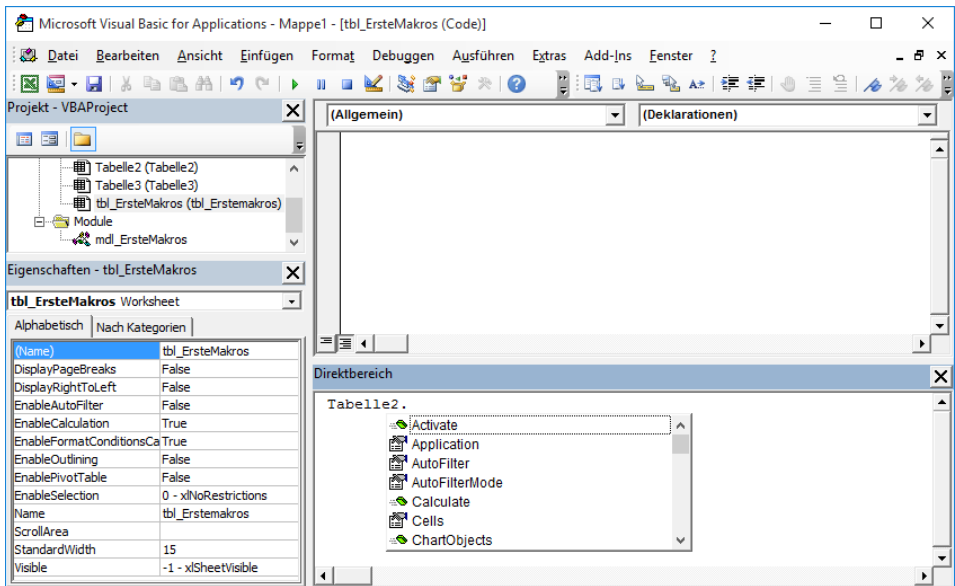 Microsoft Visual Basic for Applications - Mappe1 - [tbl_ErsteMakros (Code)]
Datei Bearbeiten Ansicht Einfügen Format Debuggen Ausführen Extras Add-Ins Fenster ?
Projekt - VBAProject
Tabelle2 (Tabelle2)
Tabelle3 (Tabelle3)
tbl_ErsteMakros (tbl_Erstemakros)
Module
mdl_ErsteMakros
Eigenschaften - tbl_ErsteMakros
tbl_ErsteMakros Worksheet
Alphabetisch Nach Kategorien
(Name) tbl_ErsteMakros
DisplayPageBreaks False
DisplayRightToLeft False
EnableAutoFilter False
EnableCalculation True
EnableFormatConditionsCa True
EnableOutlining False
EnablePivotTable False
EnableSelection 0 - xlNoRestrictions
Name tbl_Erstemakros
ScrollArea
StandardWidth 15
Visible -1 - xlSheetVisible
(Allgemein) (Deklarationen)
Direktbereich
Tabelle2.
Activate
Application
AutoFilter
AutoFilterMode
Calculate
Cells
ChartObjects